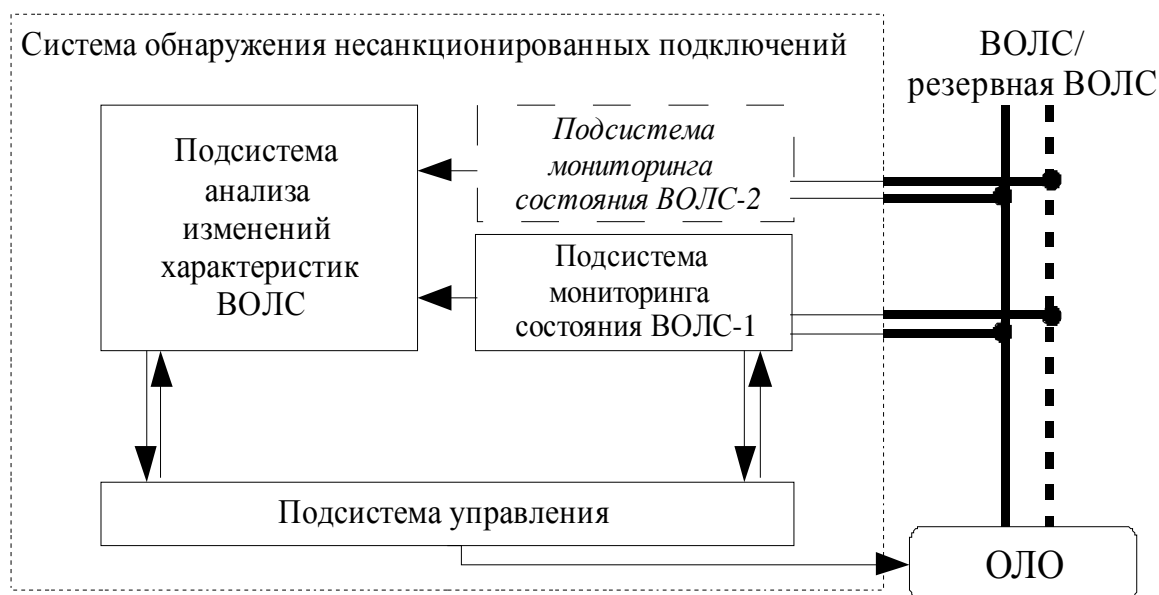 Система обнаружения несанкционированных подключений
ВОЛС/
резервная ВОЛС
Подсистема
анализа
изменений
характеристик
ВОЛС
Подсистема
мониторинга
состояния ВОЛС-2
Подсистема
мониторинга
состояния ВОЛС-1
Подсистема управления
ОЛО